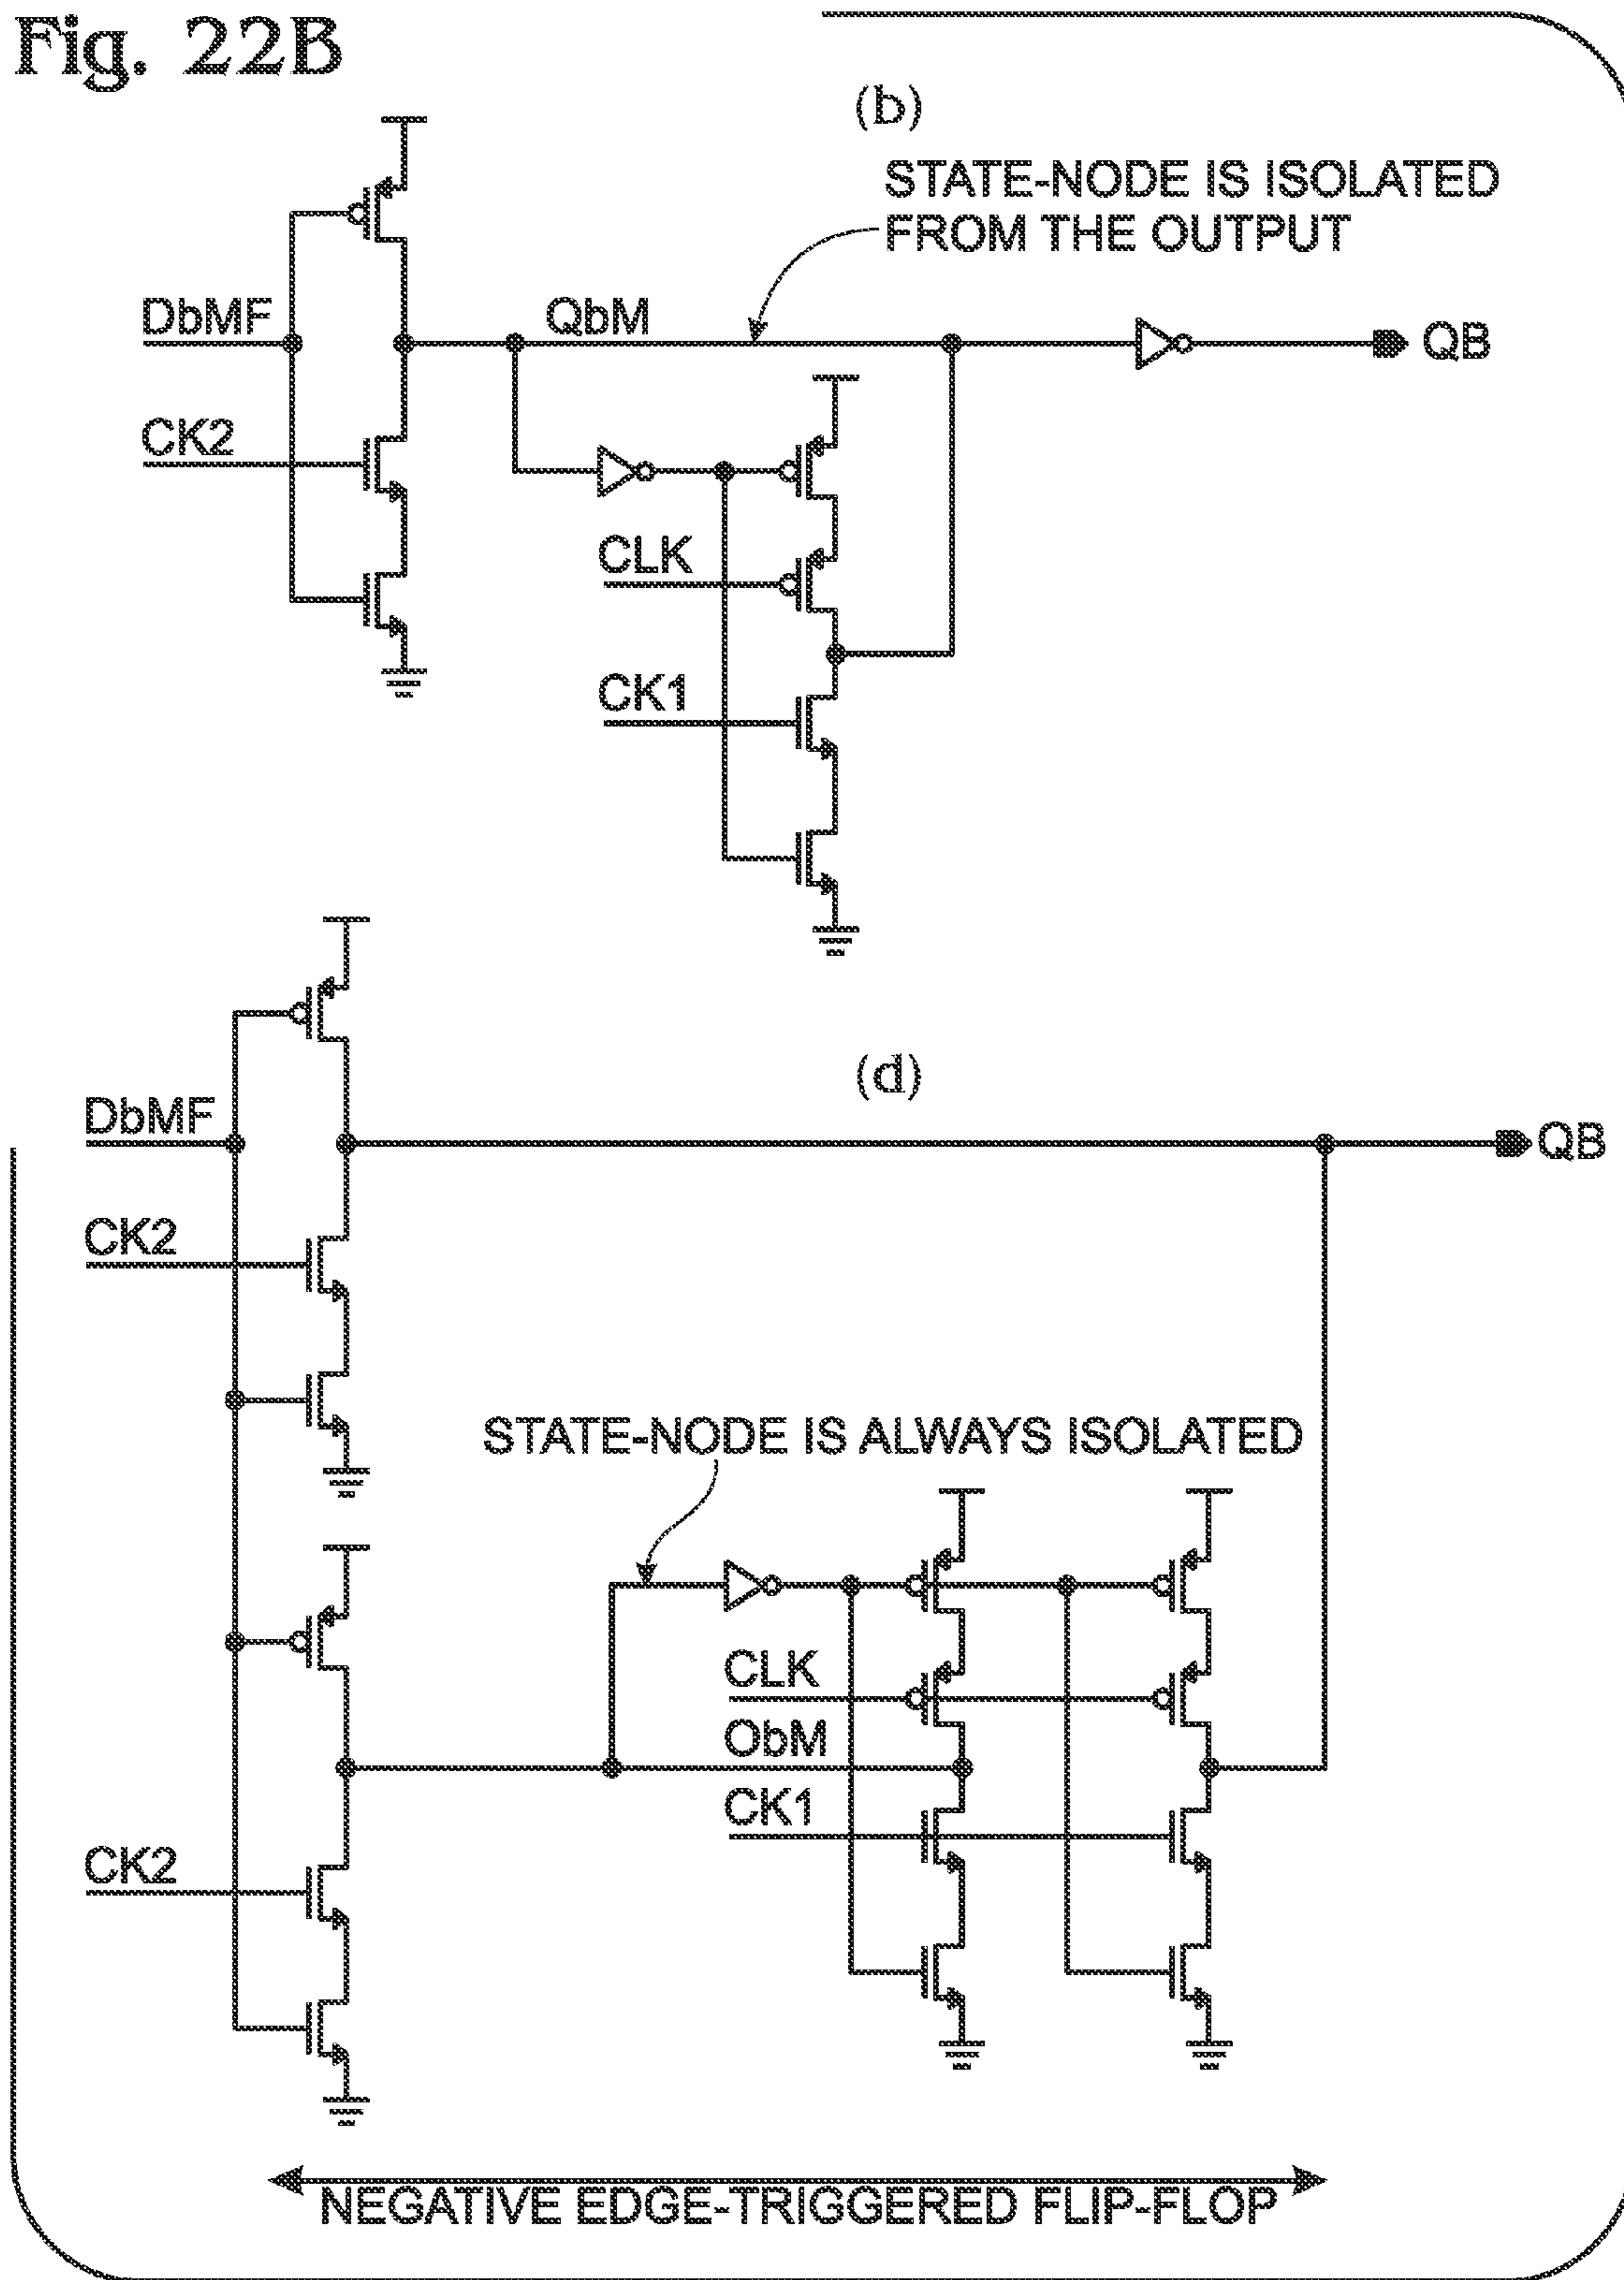 Fig. 22B
(b)
STATE-NODE IS ISOLATED
FROM THE OUTPUT
DbMF
QbM
QB
CK2
CLK
CK1
(d)
DbMF
QB
CK2
STATE-NODE IS ALWAYS ISOLATED
CLK
ObM
CK1
CK2
NEGATIVE EDGE-TRIGGERED FLIP-FLOP